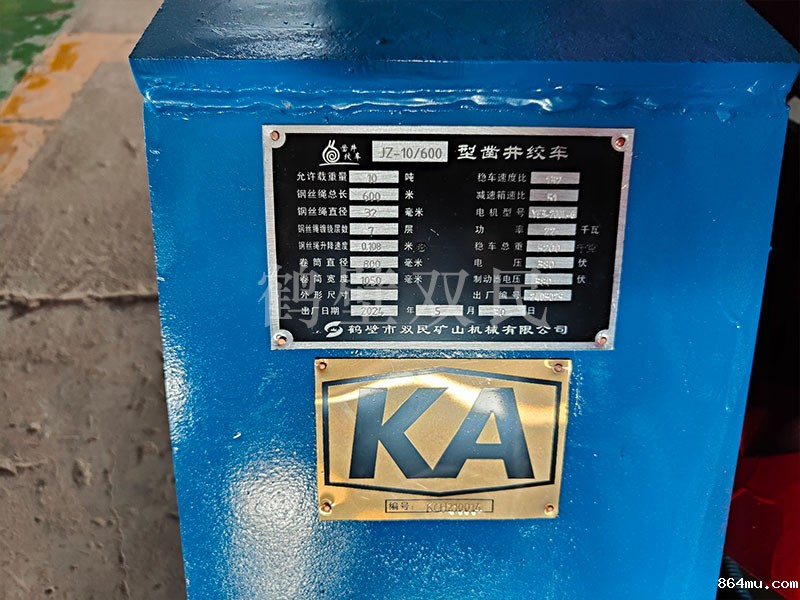 凿井绞车 JZ-10/600 型凿井绞车
允许载重量 10 吨 稳车速度比
钢丝绳总长 600 米 减速箱速比 51
钢丝绳直径 32 毫米 电机型号
钢丝绳缠绕层数 7 层 功率 22 千瓦
钢丝绳升降速度 0.108 米 稳车总重
卷筒直径 800 毫米 电压 380 伏
卷筒宽度 1050 毫米 制动器电压 380 伏
外形尺寸 出厂编号
出厂日期 2024 年 5 月 日
鹤壁市双民矿山机械有限公司
鹤壁双民
KA
编号:
864mu.com